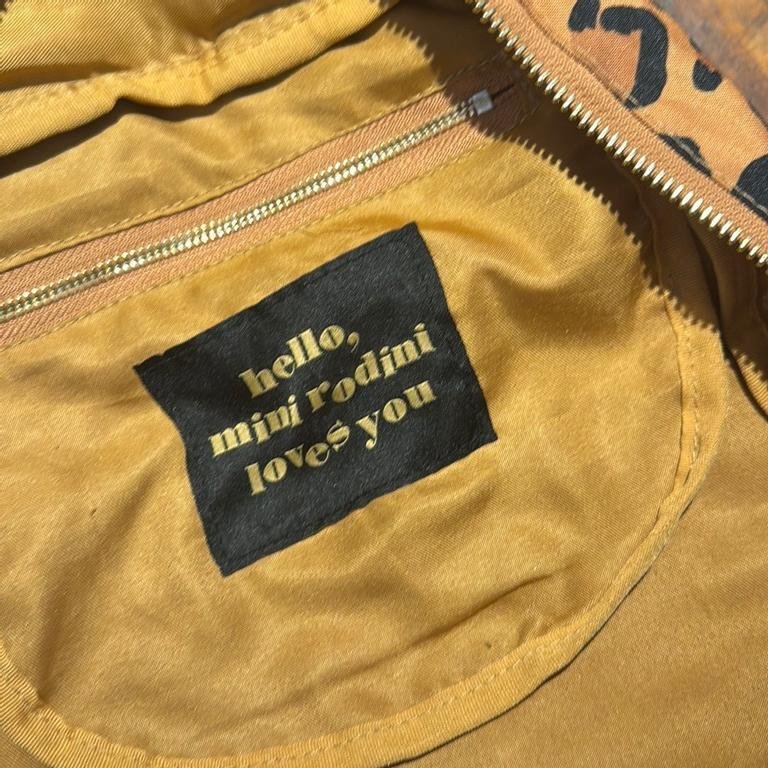 hello,
mini rodini
loves you